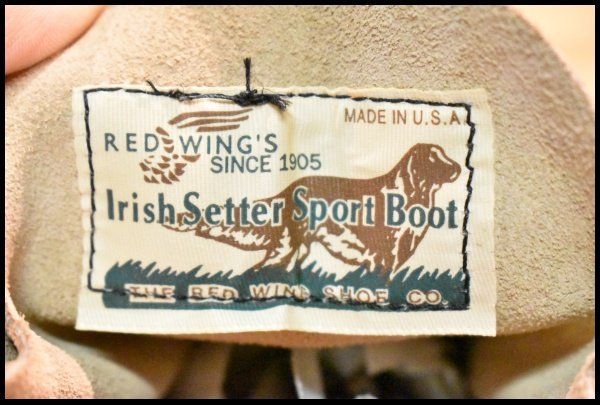 MADE IN U.S.A
RED WING'S
SINCE 1905
Irish Setter Sport Boot
THE RED WING SHOE CO.